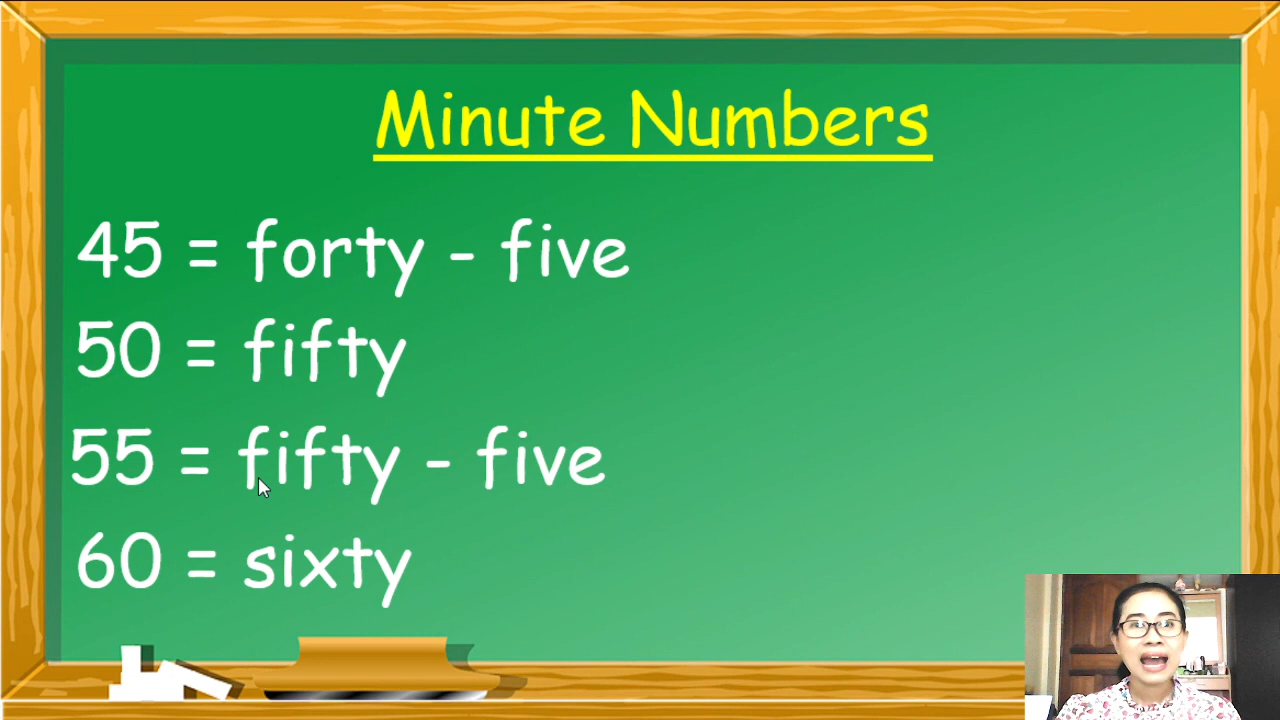 Minute Numbers
45 = forty - five
50 = fifty
55 = fifty - five
60 = sixty